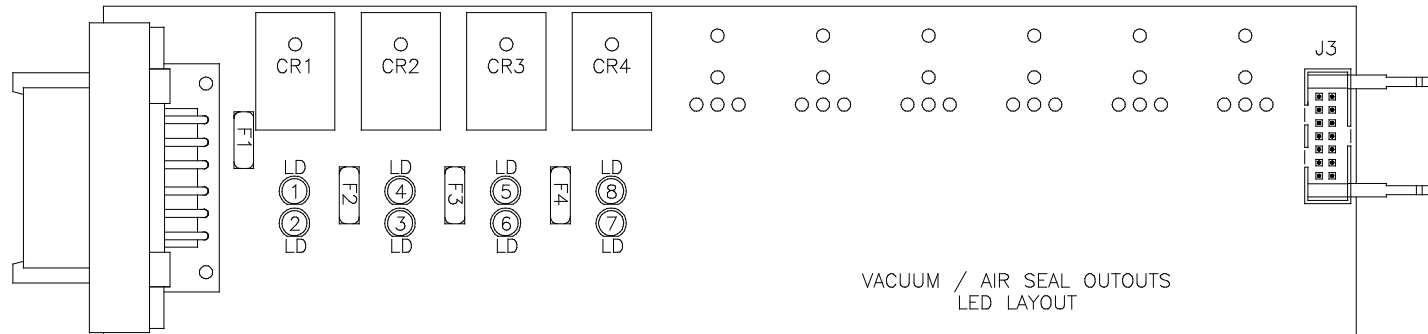 CR1 CR2 CR3 CR4 J3
F1
LD LD LD LD
1 F2 4 F3 5 F4 8
2 3 6 7
LD LD LD LD
VACUUM / AIR SEAL OUTOUTS
LED LAYOUT